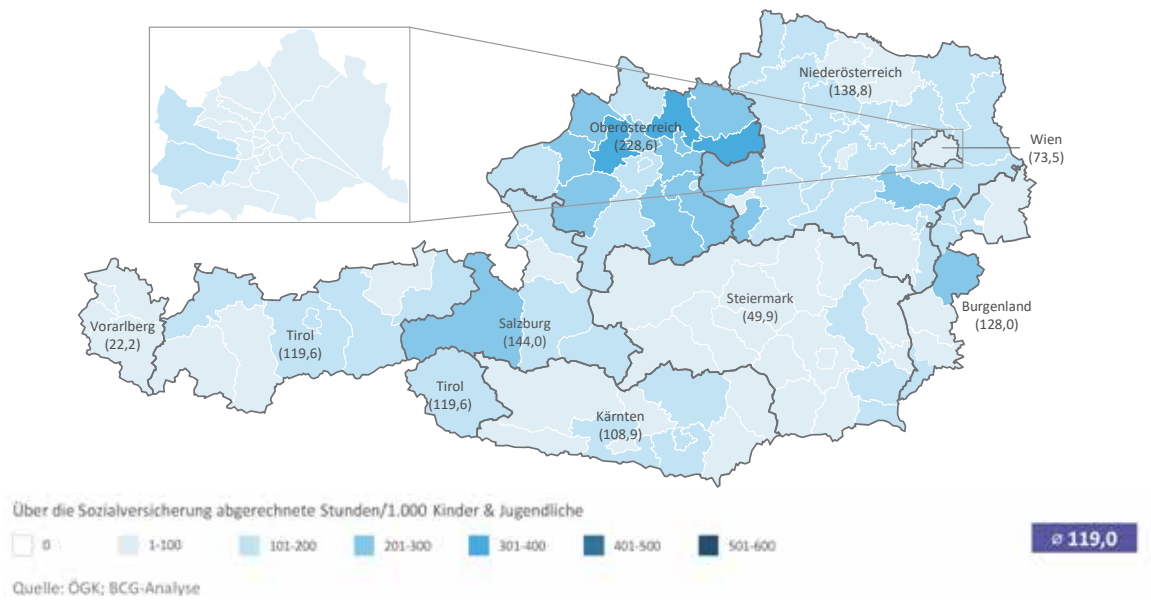 Niederösterreich
(138,8)
Oberösterreich
(228,6)
Wien
(73,5)
Steiermark
(49,9)
Burgenland
(128,0)
Vorarlberg
(22,2)
Tirol
(119,6)
Salzburg
(144,0)
Tirol
(119,6)
Kärnten
(108,9)
Über die Sozialversicherung abgerechnete Stunden/1.000 Kinder & Jugendliche
0 1-100 101-200 201-300 301-400 401-500 501-600
ø 119,0
Quelle: ÖGK; BCG-Analyse